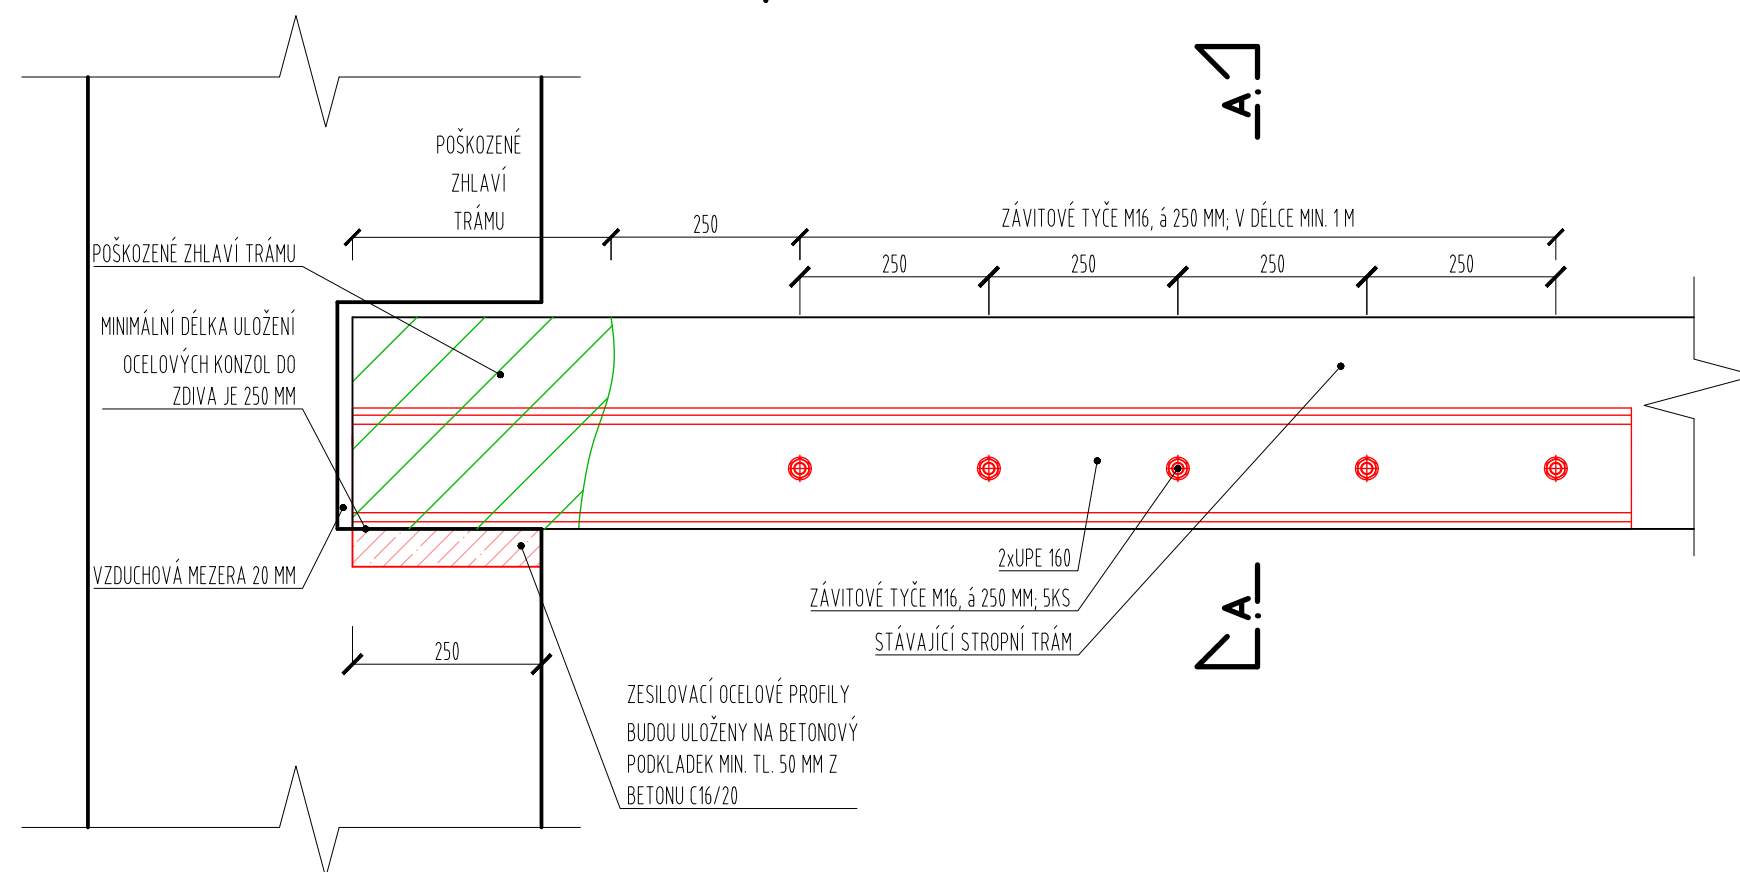 A.
POŠKOZENÉ
ZHLAVÍ
TRÁMU
250
ZÁVITOVÉ TYČE M16, á 250 MM; V DÉLCE MIN. 1 M
POŠKOZENÉ ZHLAVÍ TRÁMU
250
250
250
250
MINIMÁLNÍ DÉLKA ULOŽENÍ
OCELOVÝCH KONZOL DO
ZDIVA JE 250 MM
VZDUCHOVÁ MEZERA 20 MM
2xUPE 160
ZÁVITOVÉ TYČE M16, á 250 MM; 5KS
A.
STÁVAJÍCÍ STROPNÍ TRÁM
250
ZESILOVACÍ OCELOVÉ PROFILY
BUDOU ULOŽENY NA BETONOVÝ
PODKLADEK MIN. TL. 50 MM Z
BETONU C16/20